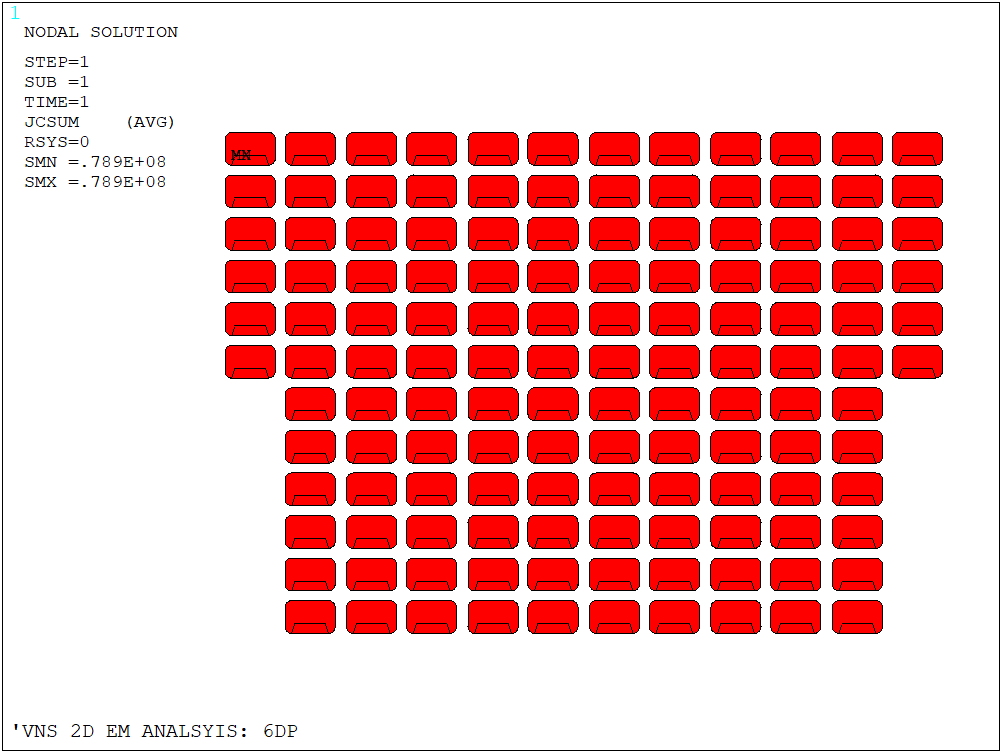 1
NODAL SOLUTION
STEP=1
SUB =1
TIME=1
JCSUM    (AVG)
RSYS=0
SMN =.789E+08
SMX =.789E+08
MX
'VNS 2D EM ANALSYIS: 6DP